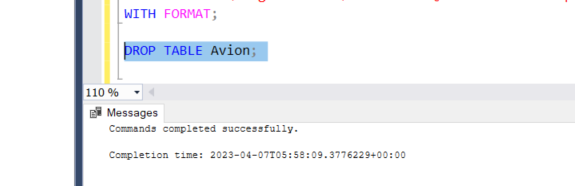 WITH FORMAT;
DROP TABLE Avion;
110 %
Messages
Commands completed successfully.
Completion time: 2023-04-07T05:58:09.3776229+00:00